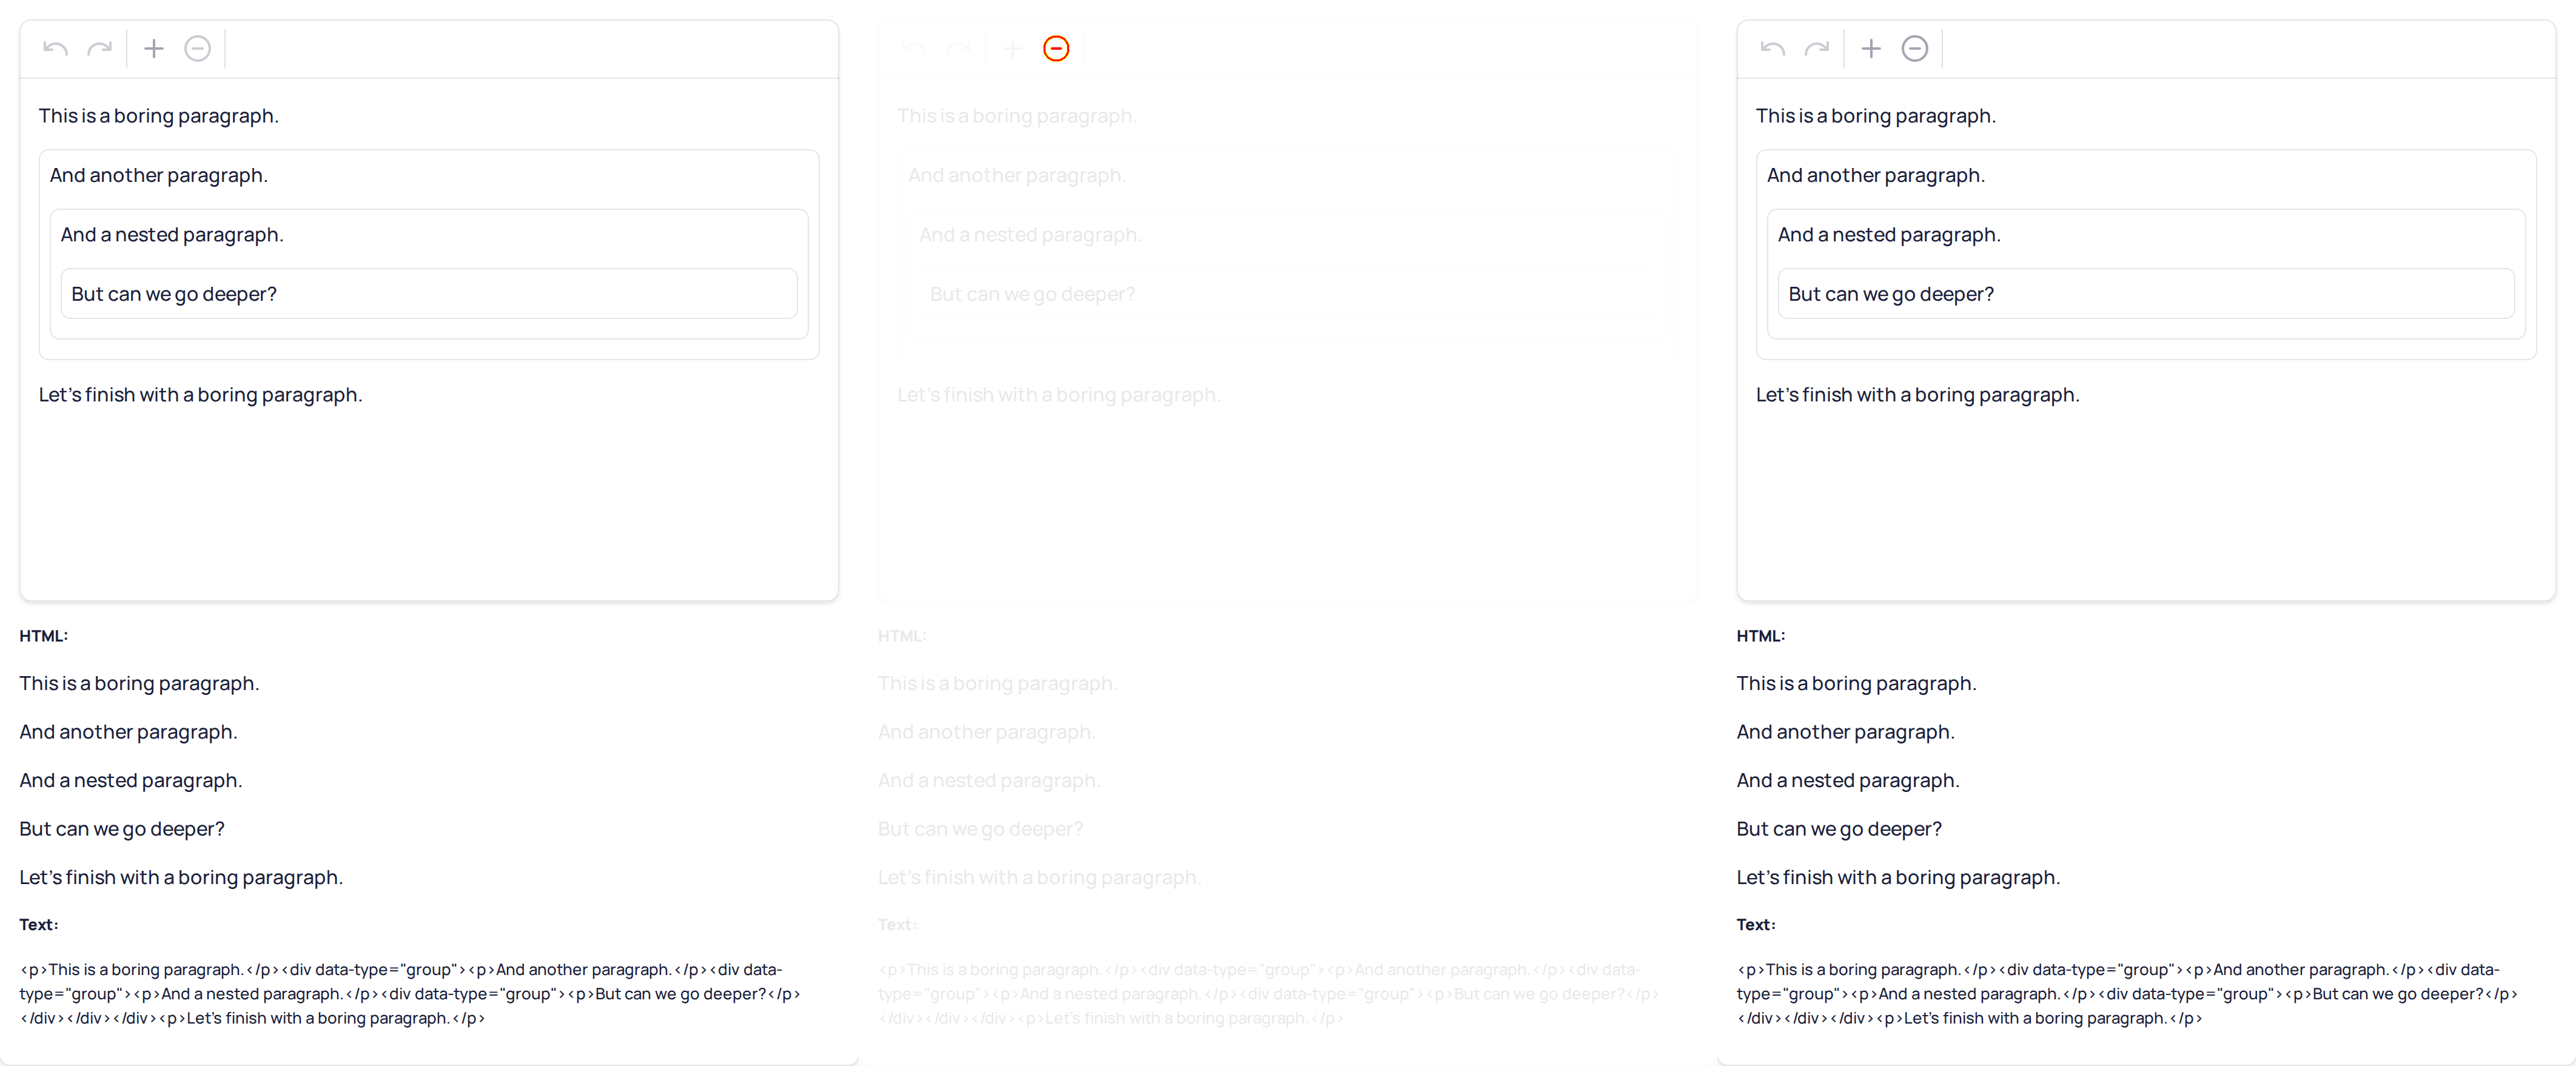 This is a boring paragraph.
And another paragraph.
And a nested paragraph.
But can we go deeper?
Let's finish with a boring paragraph.
HTML:
This is a boring paragraph.
And another paragraph.
And a nested paragraph.
But can we go deeper?
Let's finish with a boring paragraph.
Text:
<p>This is a boring paragraph.</p><div data-type="group"><p>And another paragraph.</p><div data-
type="group"><p>And a nested paragraph.</p><div data-type="group"><p>But can we go deeper?</p>
</div></div></div><p>Let's finish with a boring paragraph.</p>
This is a boring paragraph.
And another paragraph.
And a nested paragraph.
But can we go deeper?
Let's finish with a boring paragraph.
HTML:
This is a boring paragraph.
And another paragraph.
And a nested paragraph.
But can we go deeper?
Let's finish with a boring paragraph.
Text:
<p>This is a boring paragraph.</p><div data-type="group"><p>And another paragraph.</p><div data-
type="group"><p>And a nested paragraph.</p><div data-type="group"><p>But can we go deeper?</p>
</div></div></div><p>Let's finish with a boring paragraph.</p>
This is a boring paragraph.
And another paragraph.
And a nested paragraph.
But can we go deeper?
Let's finish with a boring paragraph.
HTML:
This is a boring paragraph.
And another paragraph.
And a nested paragraph.
But can we go deeper?
Let's finish with a boring paragraph.
Text:
<p>This is a boring paragraph.</p><div data-type="group"><p>And another paragraph.</p><div data-
type="group"><p>And a nested paragraph.</p><div data-type="group"><p>But can we go deeper?</p>
</div></div></div><p>Let's finish with a boring paragraph.</p>